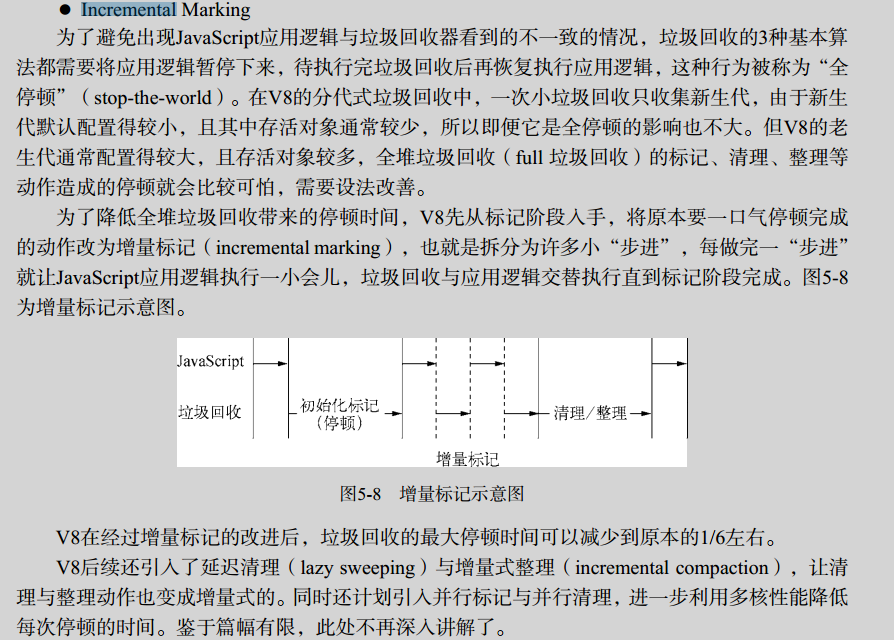 ● Incremental Marking
为了避免出现JavaScript应用逻辑与垃圾回收器看到的不一致的情况，垃圾回收的3种基本算
法都需要将应用逻辑暂停下来，待执行完垃圾回收后再恢复执行应用逻辑，这种行为被称为“全
停顿”（stop-the-world）。在V8的分代式垃圾回收中，一次小垃圾回收只收集新生代，由于新生
代默认配置得较小，且其中存活对象通常较少，所以即便它是全停顿的影响也不大。但V8的老
生代通常配置得较大，且存活对象较多，全堆垃圾回收（full 垃圾回收）的标记、清理、整理等
动作造成的停顿就会比较可怕，需要设法改善。
为了降低全堆垃圾回收带来的停顿时间，V8先从标记阶段入手，将原本要一口气停顿完成
的动作改为增量标记（incremental marking），也就是拆分为许多小“步进”，每做完一“步进”
就让JavaScript应用逻辑执行一小会儿，垃圾回收与应用逻辑交替执行直到标记阶段完成。图5-8
为增量标记示意图。
JavaScript
垃圾回收
初始化标记
（停顿）
清理/整理
增量标记
图5-8 增量标记示意图
V8在经过增量标记的改进后，垃圾回收的最大停顿时间可以减少到原本的1/6左右。
V8后续还引入了延迟清理（lazy sweeping）与增量式整理（incremental compaction），让清
理与整理动作也变成增量式的。同时还计划引入并行标记与并行清理，进一步利用多核性能降低
每次停顿的时间。鉴于篇幅有限，此处不再深入讲解了。